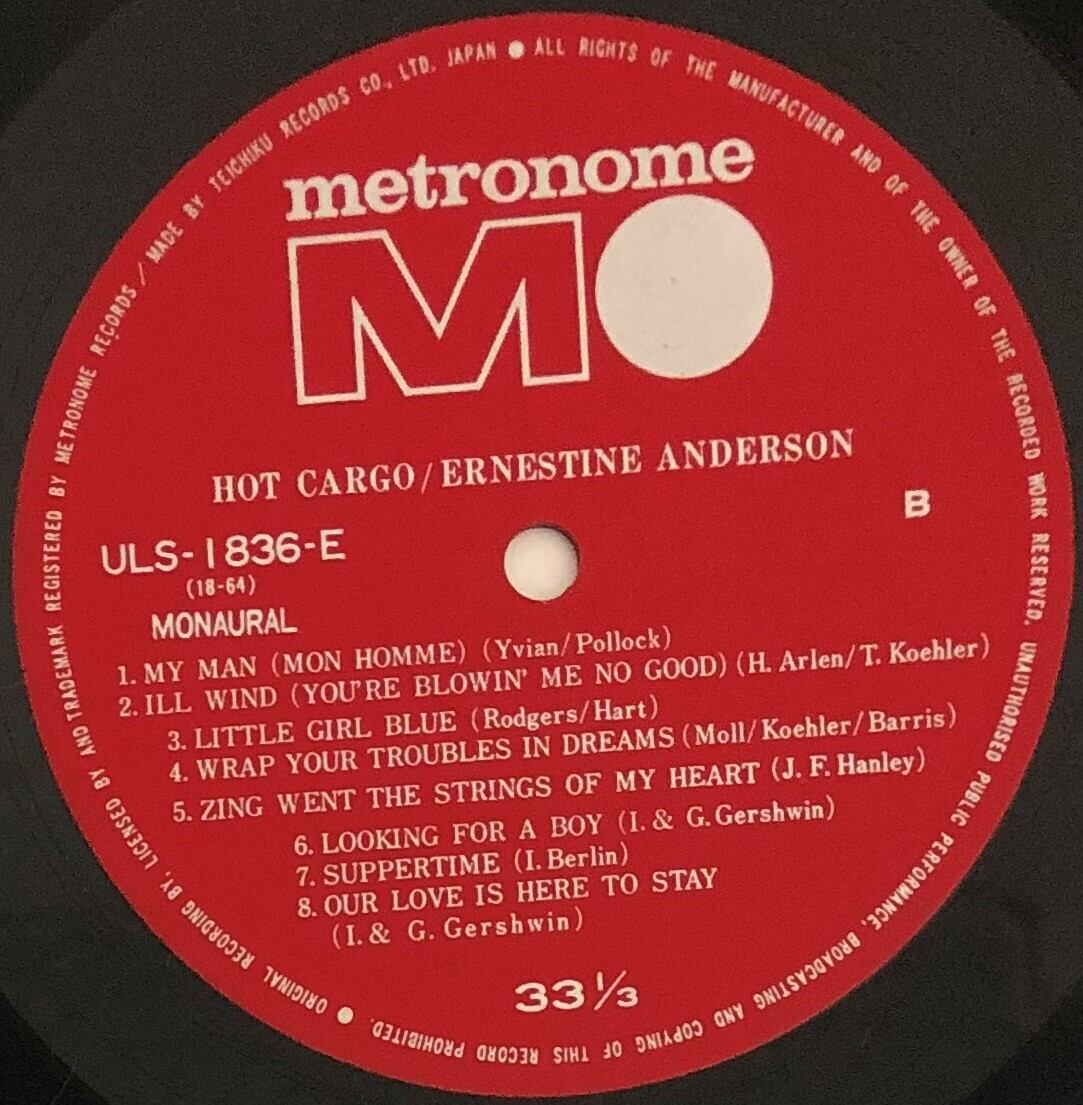 metronome
MO
HOT CARGO/ERNESTINE ANDERSON
B
ULS-1836-E
(18-64)
MONAURAL
1. MY MAN (MON HOMME) (Yvian/Pollock)
2. ILL WIND (YOU'RE BLOWIN' ME NO GOOD) (H. Arlen/T. Koehler)
3. LITTLE GIRL BLUE (Rodgers/Hart)
4. WRAP YOUR TROUBLES IN DREAMS (Moll/Koehler/Barris)
5. ZING WENT THE STRINGS OF MY HEART (J. F. Hanley)
6. LOOKING FOR A BOY (I. & G. Gershwin)
7. SUPPERTIME (I. Berlin)
8. OUR LOVE IS HERE TO STAY
(I. & G. Gershwin)
33 1/3
● ORIGINAL RECORDING BY, LICENSED BY AND TRADEMARK REGISTERED BY METRONOME RECORDS / MADE BY TEICHIKU RECORDS CO., LTD. JAPAN ● ALL RIGHTS OF THE MANUFACTURER AND OF THE OWNER OF THE RECORDED WORK RESERVED. UNAUTHORISED PUBLIC PERFORMANCE, BROADCASTING AND COPYING OF THIS RECORD PROHIBITED.